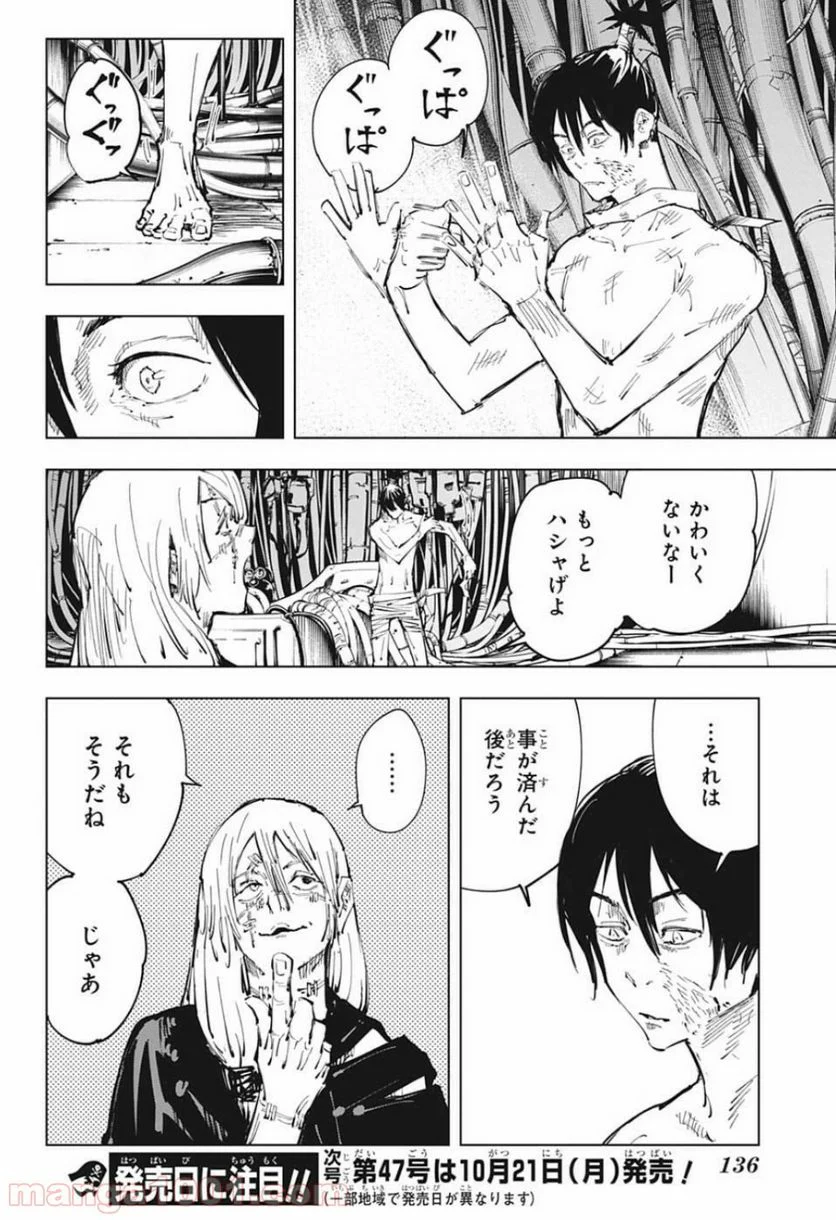 ぐっぱ
ぐっぱ
ぐっ
ぐっ
かわいく
ないなー
もっと
ハシャげよ
…それは
事が済んだ
後だろう
……
それも
そうだね
じゃあ
発売日に注目!!
次号 第47号は10月21日(月)発売!
(一部地域で発売日が異なります)
136